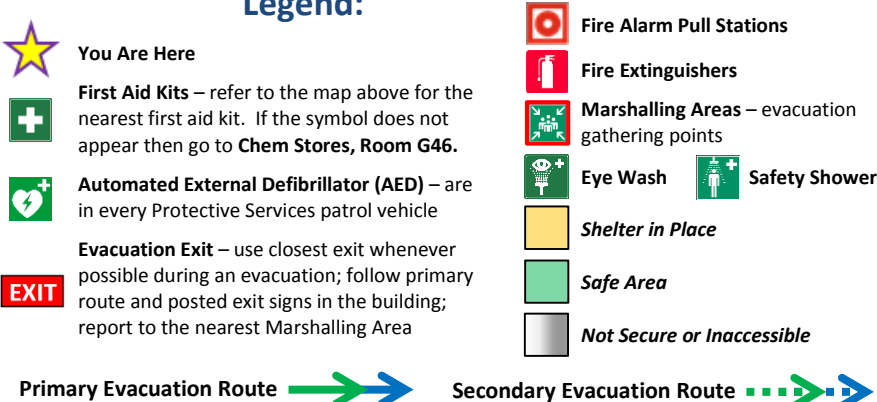 Legend:
You Are Here
First Aid Kits – refer to the map above for the
nearest first aid kit. If the symbol does not
appear then go to Chem Stores, Room G46.
Automated External Defibrillator (AED) – are
in every Protective Services patrol vehicle
EXIT
Evacuation Exit – use closest exit whenever
possible during an evacuation; follow primary
route and posted exit signs in the building;
report to the nearest Marshalling Area
Fire Alarm Pull Stations
Fire Extinguishers
Marshalling Areas – evacuation
gathering points
Eye Wash
Safety Shower
Shelter in Place
Safe Area
Not Secure or Inaccessible
Primary Evacuation Route
Secondary Evacuation Route